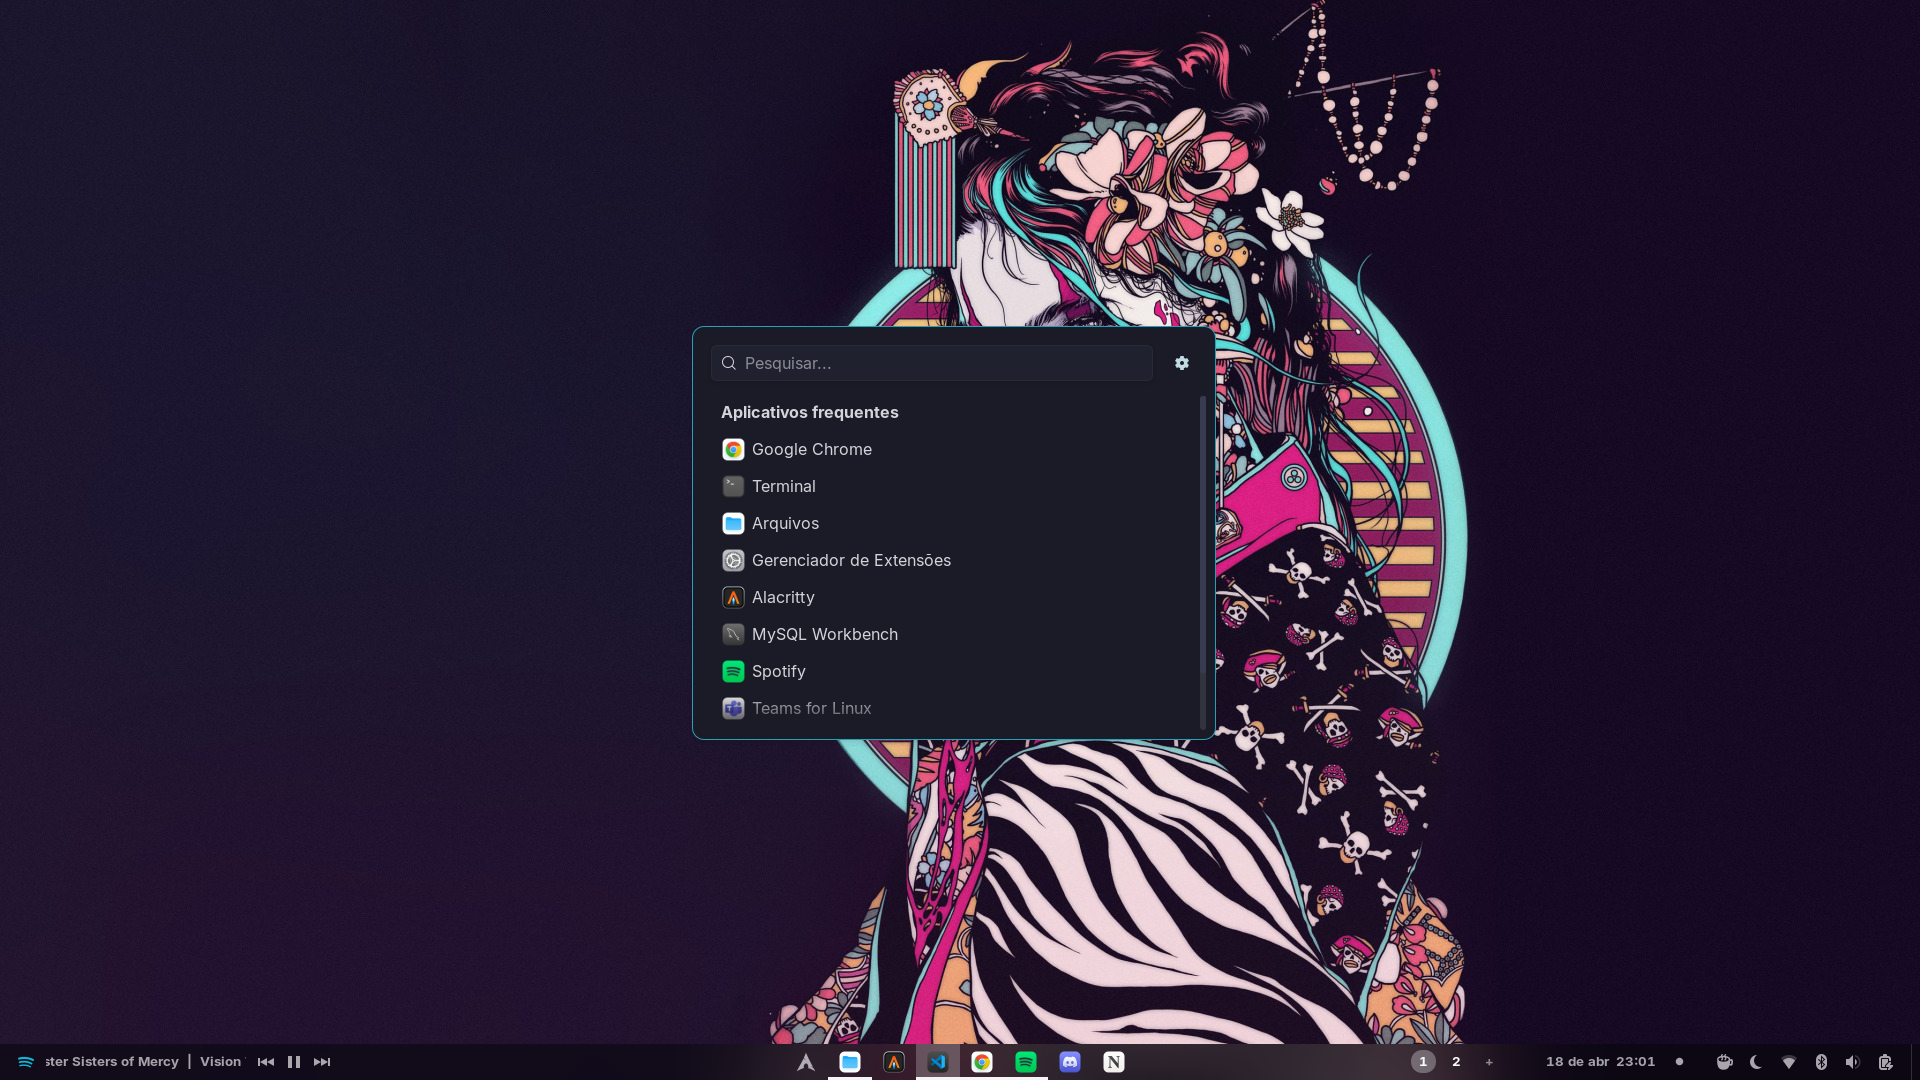 Pesquisar...
Aplicativos frequentes
Google Chrome
Terminal
Arquivos
Gerenciador de Extensões
Alacritty
MySQL Workbench
Spotify
Teams for Linux
ster Sisters of Mercy | Vision
1 2 +
18 de abr 23:01